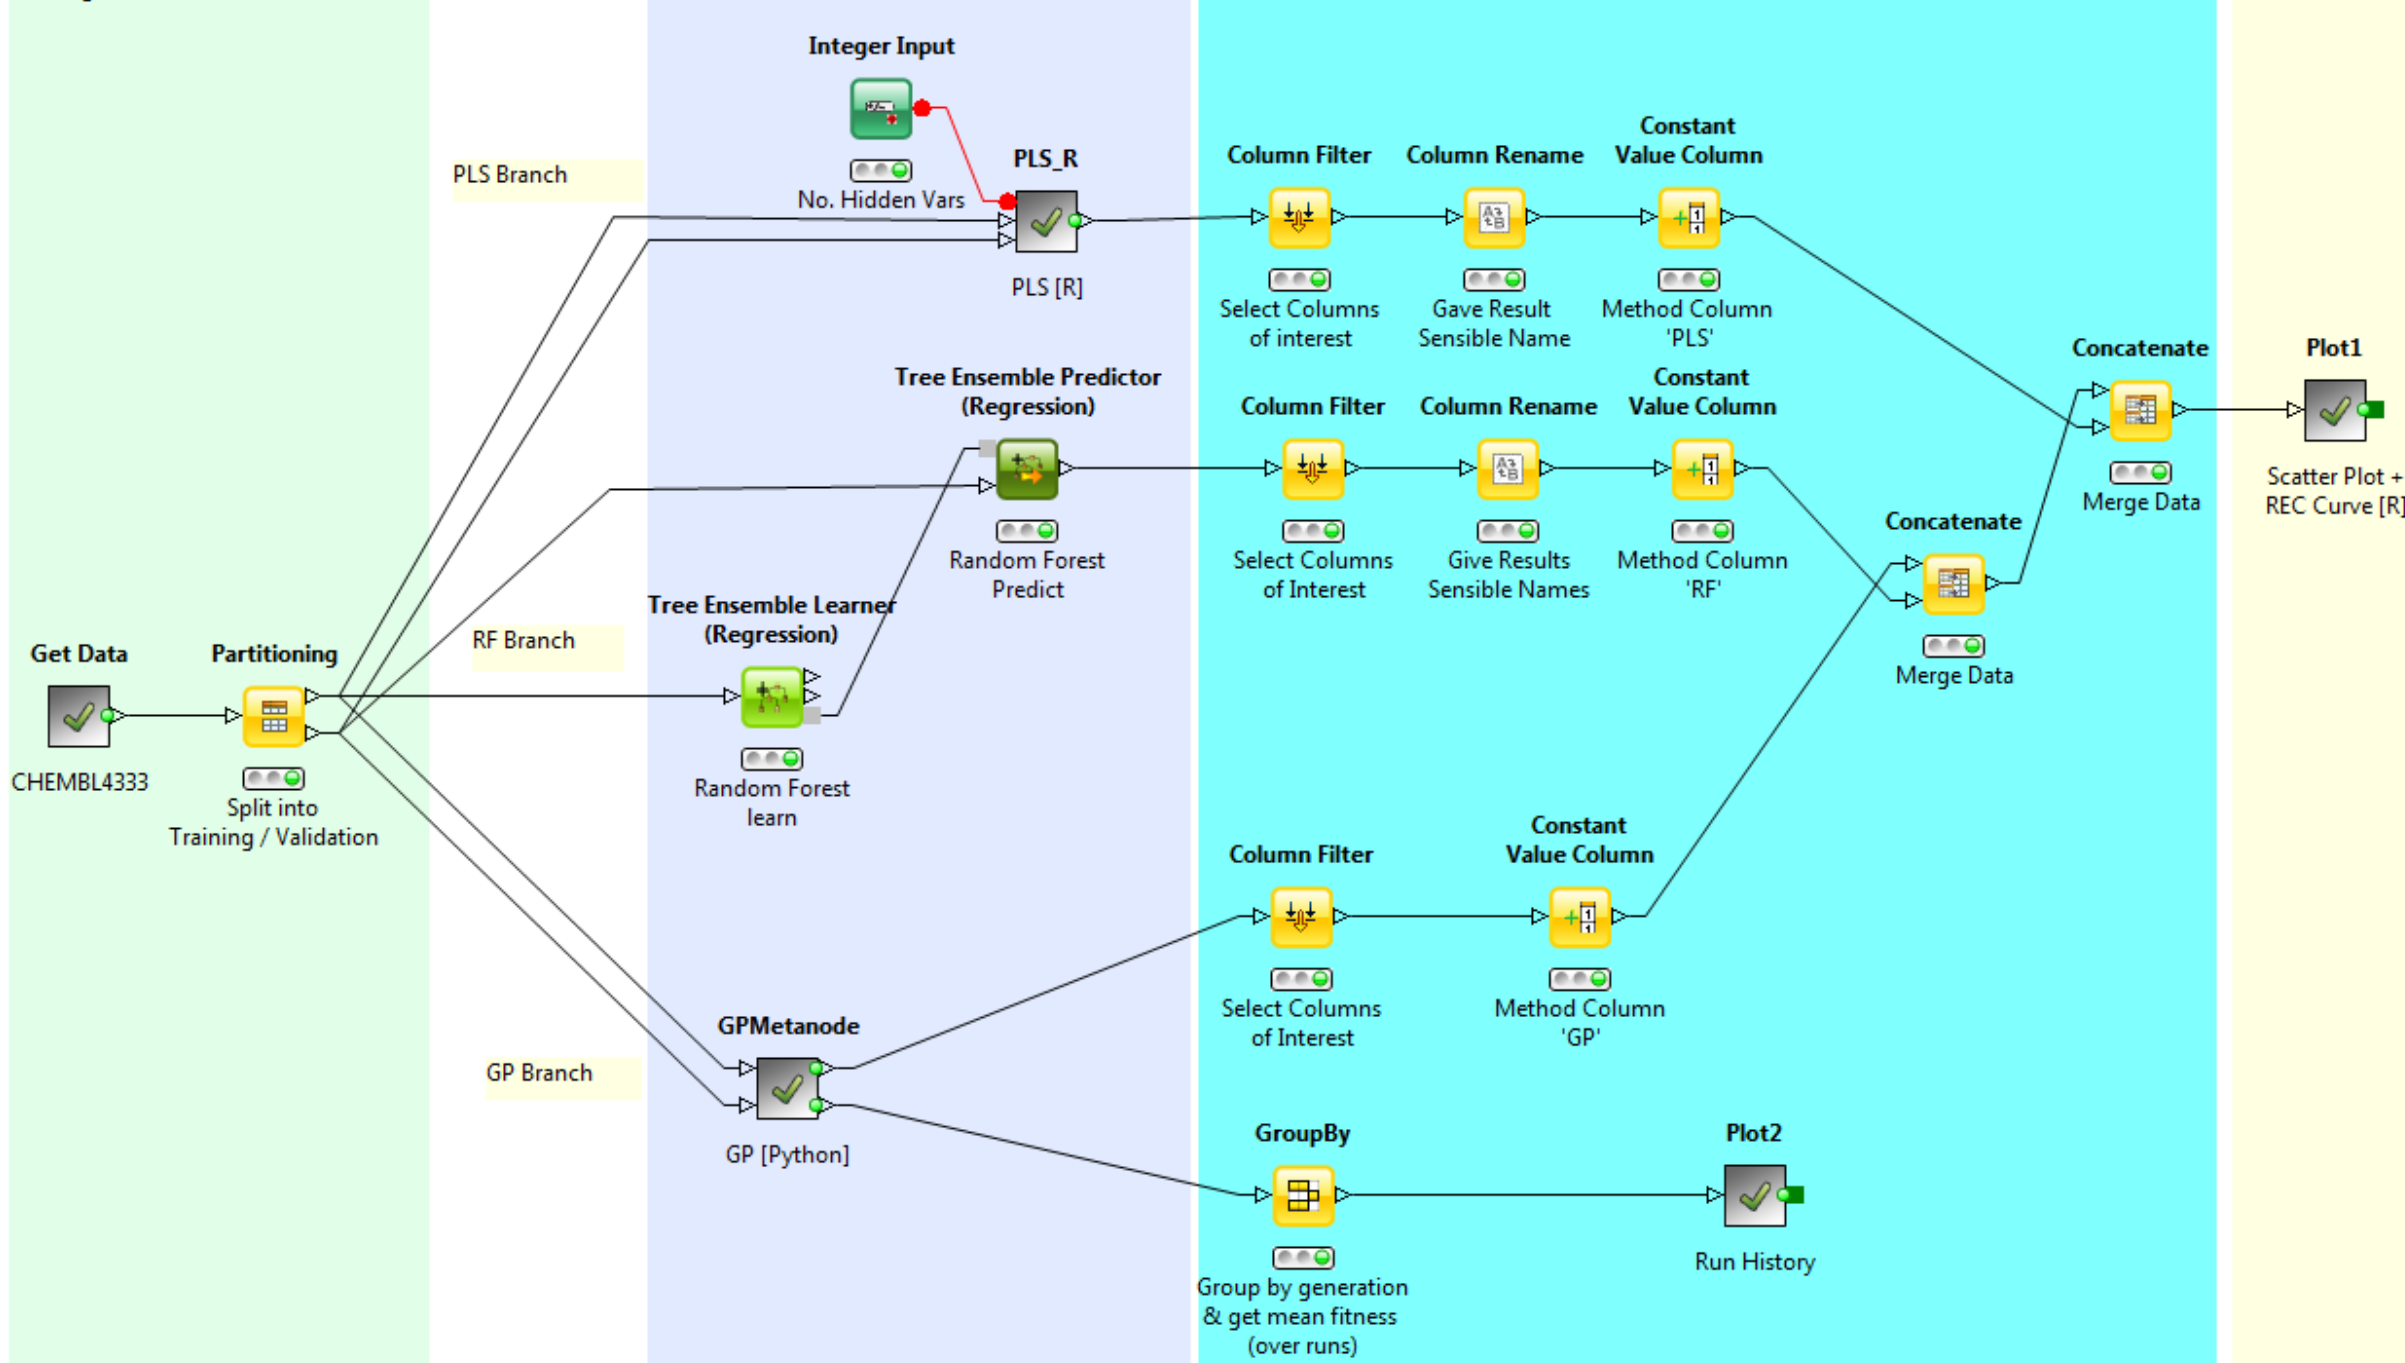 Integer Input
No. Hidden Vars
PLS_R
PLS [R]
PLS Branch
Column Filter
Select Columns
of interest
Column Rename
Gave Result
Sensible Name
Constant
Value Column
Method Column
'PLS'
Concatenate
Merge Data
Plot1
Scatter Plot +
REC Curve [R]
Tree Ensemble Predictor
(Regression)
Random Forest
Predict
Column Filter
Select Columns
of Interest
Column Rename
Give Results
Sensible Names
Constant
Value Column
Method Column
'RF'
Concatenate
Merge Data
Tree Ensemble Learner
(Regression)
Random Forest
learn
RF Branch
Get Data
CHEMBL4333
Partitioning
Split into
Training / Validation
Column Filter
Select Columns
of Interest
Constant
Value Column
Method Column
'GP'
GPMetanode
GP [Python]
GP Branch
GroupBy
Group by generation
& get mean fitness
(over runs)
Plot2
Run History